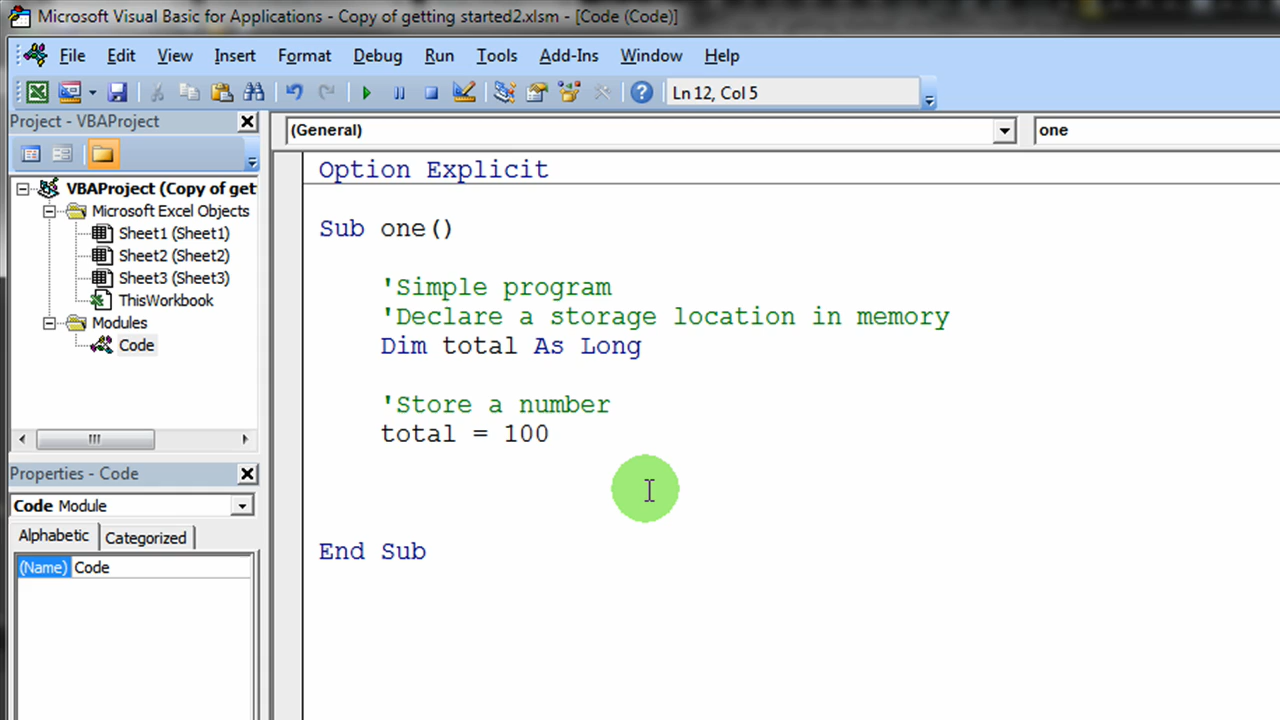 Microsoft Visual Basic for Applications - Copy of getting started2.xlsm - [Code (Code)]
File Edit View Insert Format Debug Run Tools Add-Ins Window Help
Ln 12, Col 5
Project - VBAProject
(General)
one
VBAProject (Copy of get
Microsoft Excel Objects
Sheet1 (Sheet1)
Sheet2 (Sheet2)
Sheet3 (Sheet3)
ThisWorkbook
Modules
Code
Properties - Code
Code Module
Alphabetic Categorized
(Name) Code
Option Explicit
Sub one()
'Simple program
'Declare a storage location in memory
Dim total As Long
'Store a number
total = 100
End Sub